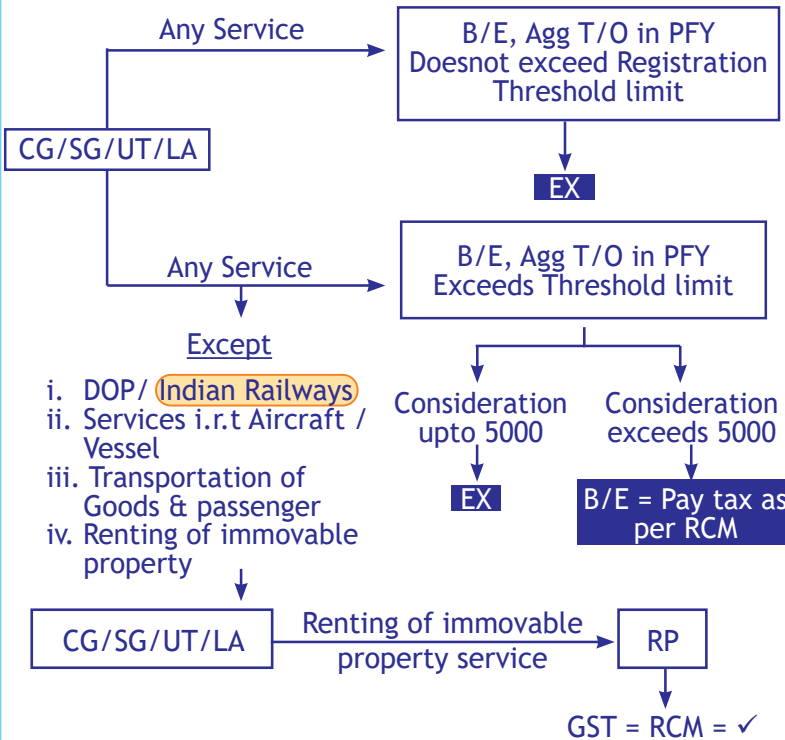 Any Service
B/E, Agg T/O in PFY
Doesnot exceed Registration
Threshold limit
CG/SG/UT/LA
EX
Any Service
B/E, Agg T/O in PFY
Exceeds Threshold limit
Except
i. DOP/ Indian Railways
ii. Services i.r.t Aircraft /
Vessel
iii. Transportation of
Goods & passenger
iv. Renting of immovable
property
Consideration
upto 5000
Consideration
exceeds 5000
EX
B/E = Pay tax as
per RCM
CG/SG/UT/LA
Renting of immovable
property service
RP
GST = RCM = ✓